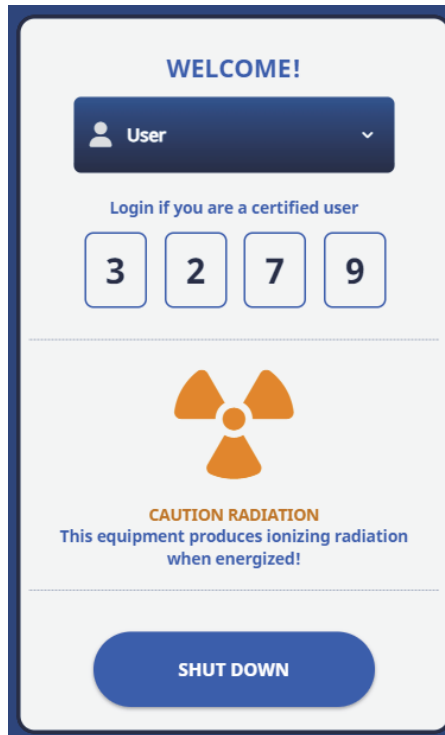 WELCOME!
User
Login if you are a certified user
3 2 7 9
CAUTION RADIATION
This equipment produces ionizing radiation
when energized!
SHUT DOWN